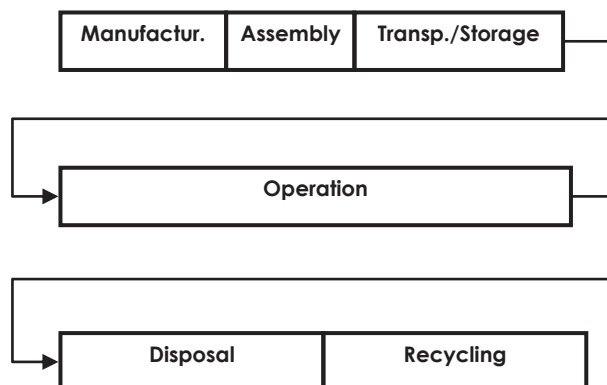 Manufactur. Assembly Transp./Storage
Operation
Disposal Recycling